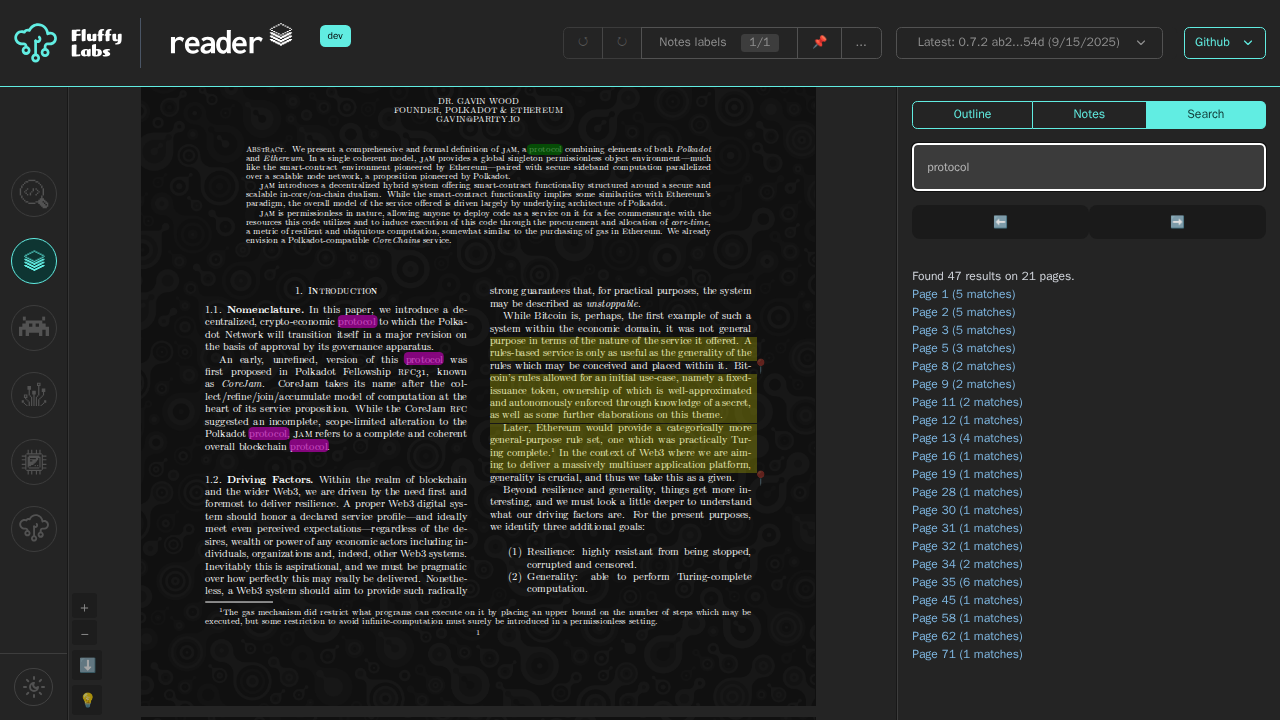 Fluffy
Labs
reader
dev
Notes labels 1/1
...
Latest: 0.7.2 ab2...54d (9/15/2025)
Github
DR. GAVIN WOOD
FOUNDER, POLKADOT & ETHEREUM
GAVIN@PARITY.IO
Abstract. We present a comprehensive and formal definition of Jam, a protocol combining elements of both Polkadot
and Ethereum. In a single coherent model, Jam provides a global singleton permissionless object environment—much
like the smart-contract environment pioneered by Ethereum—paired with secure sideband computation parallelized
over a scalable node network, a proposition pioneered by Polkadot.
Jam introduces a decentralized hybrid system offering smart-contract functionality structured around a secure and
scalable in-core/on-chain dualism. While the smart-contract functionality implies some similarities with Ethereum's
paradigm, the overall model of the service offered is driven largely by underlying architecture of Polkadot.
Jam is permissionless in nature, allowing anyone to deploy code as a service on it for a fee commensurate with the
resources this code utilizes and to induce execution of this code through the procurement and allocation of core-time,
a metric of resilient and ubiquitous computation, somewhat similar to the purchasing of gas in Ethereum. We already
envision a Polkadot-compatible CoreChains service.
1. Introduction
1.1. Nomenclature. In this paper, we introduce a de-
centralized, crypto-economic protocol to which the Polka-
dot Network will transition itself in a major revision on
the basis of approval by its governance apparatus.
An early, unrefined, version of this protocol was
first proposed in Polkadot Fellowship RFC31, known
as CoreJam. CoreJam takes its name after the col-
lect/refine/join/accumulate model of computation at the
heart of its service proposition. While the CoreJam RFC
suggested an incomplete, scope-limited alteration to the
Polkadot protocol, Jam refers to a complete and coherent
overall blockchain protocol.
1.2. Driving Factors. Within the realm of blockchain
and the wider Web3, we are driven by the need first and
foremost to deliver resilience. A proper Web3 digital sys-
tem should honor a declared service profile—and ideally
meet even perceived expectations—regardless of the de-
sires, wealth or power of any economic actors including in-
dividuals, organizations and, indeed, other Web3 systems.
Inevitably this is aspirational, and we must be pragmatic
over how perfectly this may really be delivered. Nonethe-
less, a Web3 system should aim to provide such radically
strong guarantees that, for practical purposes, the system
may be described as unstoppable.
While Bitcoin is, perhaps, the first example of such a
system within the economic domain, it was not general
purpose in terms of the nature of the service it offered. A
rules-based service is only as useful as the generality of the
rules which may be conceived and placed within it. Bit-
coin's rules allowed for an initial use-case, namely a fixed-
issuance token, ownership of which is well-approximated
and autonomously enforced through knowledge of a secret,
as well as some further elaborations on this theme.
Later, Ethereum would provide a categorically more
general-purpose rule set, one which was practically Tur-
ing complete.1 In the context of Web3 where we are aim-
ing to deliver a massively multiuser application platform,
generality is crucial, and thus we take this as a given.
Beyond resilience and generality, things get more in-
teresting, and we must look a little deeper to understand
what our driving factors are. For the present purposes,
we identify three additional goals:
(1) Resilience: highly resistant from being stopped,
corrupted and censored.
(2) Generality: able to perform Turing-complete
computation.
1The gas mechanism did restrict what programs can execute on it by placing an upper bound on the number of steps which may be
executed, but some restriction to avoid infinite-computation must surely be introduced in a permissionless setting.
1
+
−
Outline
Notes
Search
protocol
Found 47 results on 21 pages.
Page 1 (5 matches)
Page 2 (5 matches)
Page 3 (5 matches)
Page 5 (3 matches)
Page 8 (2 matches)
Page 9 (2 matches)
Page 11 (2 matches)
Page 12 (1 matches)
Page 13 (4 matches)
Page 16 (1 matches)
Page 19 (1 matches)
Page 28 (1 matches)
Page 30 (1 matches)
Page 31 (1 matches)
Page 32 (1 matches)
Page 34 (2 matches)
Page 35 (6 matches)
Page 45 (1 matches)
Page 58 (1 matches)
Page 62 (1 matches)
Page 71 (1 matches)